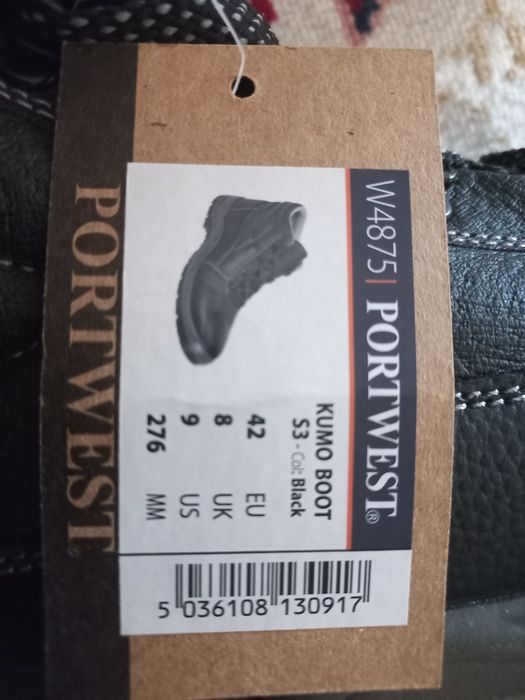 PORTWEST
W4875| PORTWEST®
KUMO BOOT
S3 - Col: Black
42 EU
8 UK
9 US
276 MM
5 036108 130917